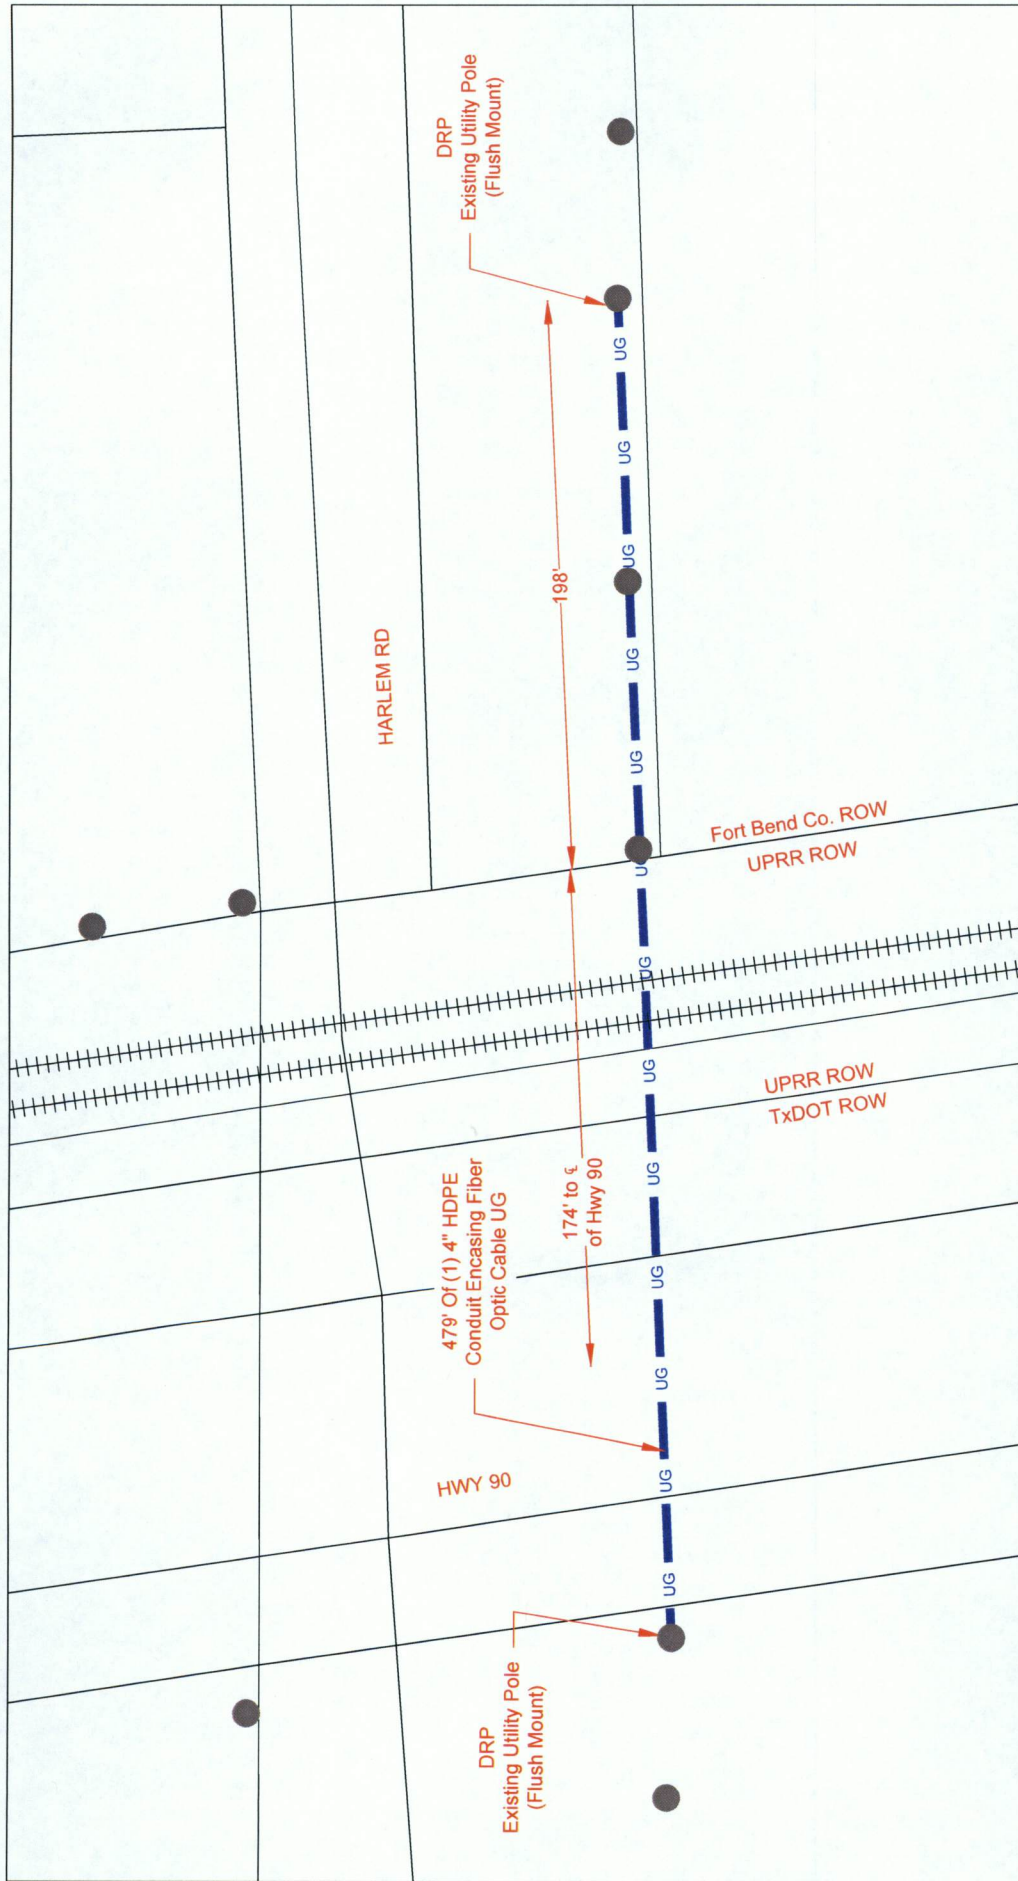 DRP
Existing Utility Pole
(Flush Mount)
198'
HARLEM RD
Fort Bend Co. ROW
UPRR ROW
UPRR ROW
TxDOT ROW
174' to ℄
of Hwy 90
479' Of (1) 4" HDPE
Conduit Encasing Fiber
Optic Cable UG
HWY 90
DRP
Existing Utility Pole
(Flush Mount)
UG
UG
UG
UG
UG
UG
UG
UG
UG
UG
UG
UG
UG